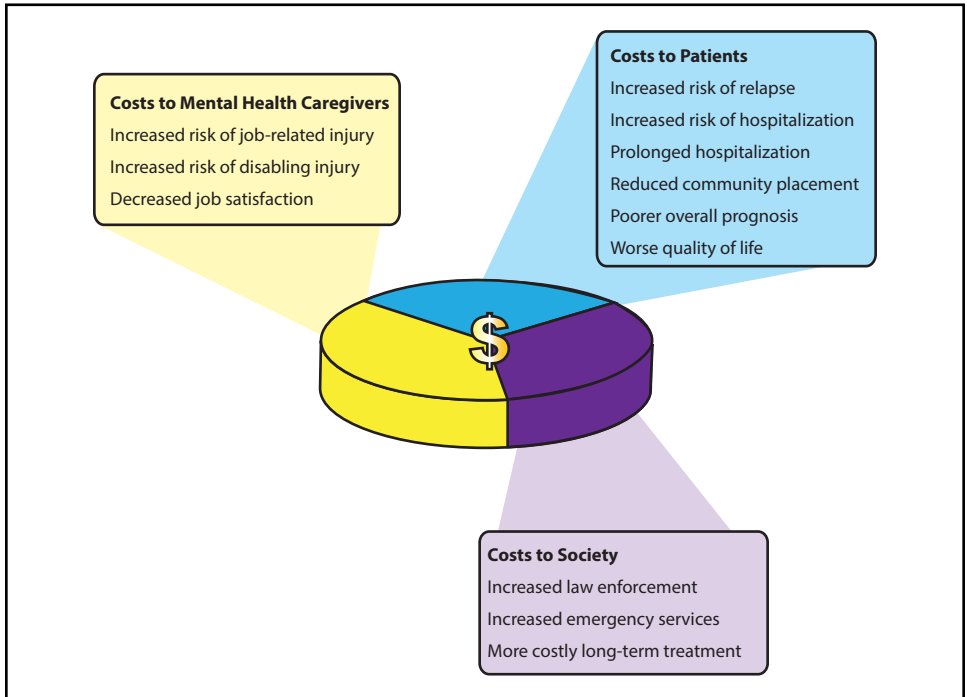 Costs to Mental Health Caregivers
Increased risk of job-related injury
Increased risk of disabling injury
Decreased job satisfaction
Costs to Patients
Increased risk of relapse
Increased risk of hospitalization
Prolonged hospitalization
Reduced community placement
Poorer overall prognosis
Worse quality of life
$
Costs to Society
Increased law enforcement
Increased emergency services
More costly long-term treatment